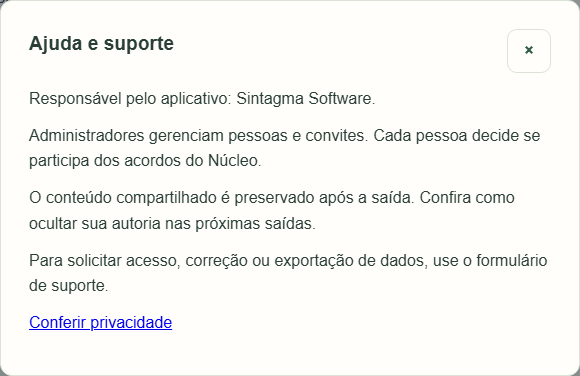 Ajuda e suporte
×
Responsável pelo aplicativo: Sintagma Software.
Administradores gerenciam pessoas e convites. Cada pessoa decide se
participa dos acordos do Núcleo.
O conteúdo compartilhado é preservado após a saída. Confira como
ocultar sua autoria nas próximas saídas.
Para solicitar acesso, correção ou exportação de dados, use o formulário
de suporte.
Conferir privacidade